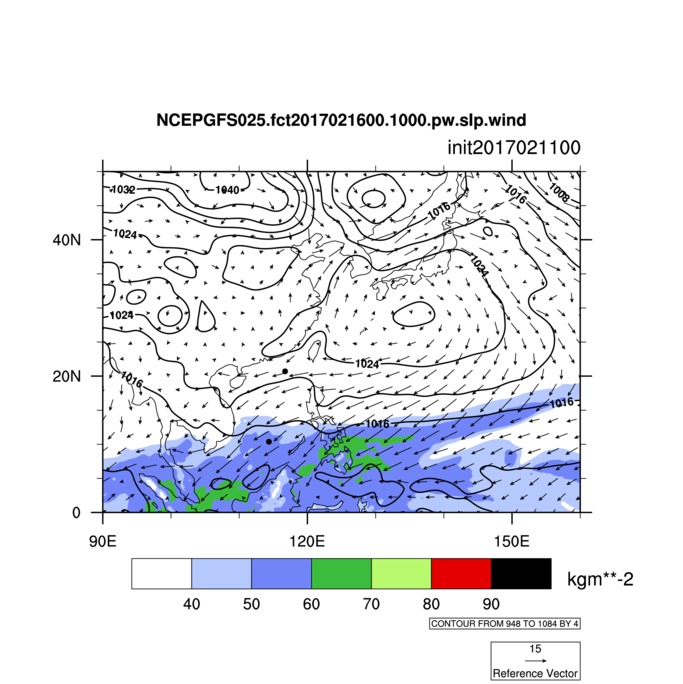 NCEPGFS025.fct2017021600.1000.pw.slp.wind
init2017021100
1032
1040
1016
1016
1008
1024
40N
1024
1024
1024
20N
1016
1016
1016
0
90E 120E 150E
40 50 60 70 80 90
kgm**-2
CONTOUR FROM 948 TO 1084 BY 4
15
Reference Vector